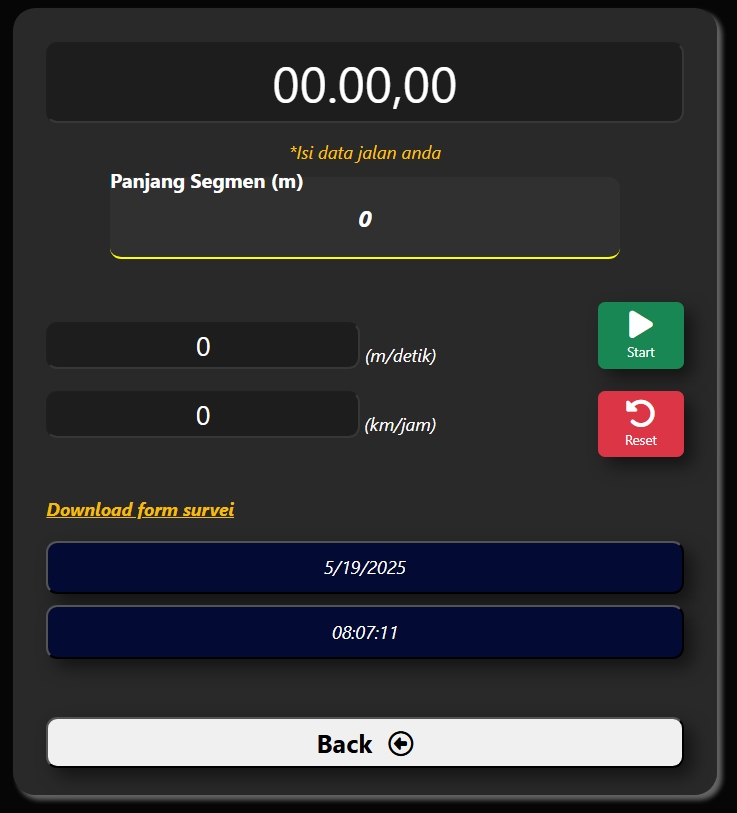 00.00,00
*Isi data jalan anda
Panjang Segmen (m)
0
0 (m/detik)
Start
0 (km/jam)
Reset
Download form survei
5/19/2025
08:07:11
Back